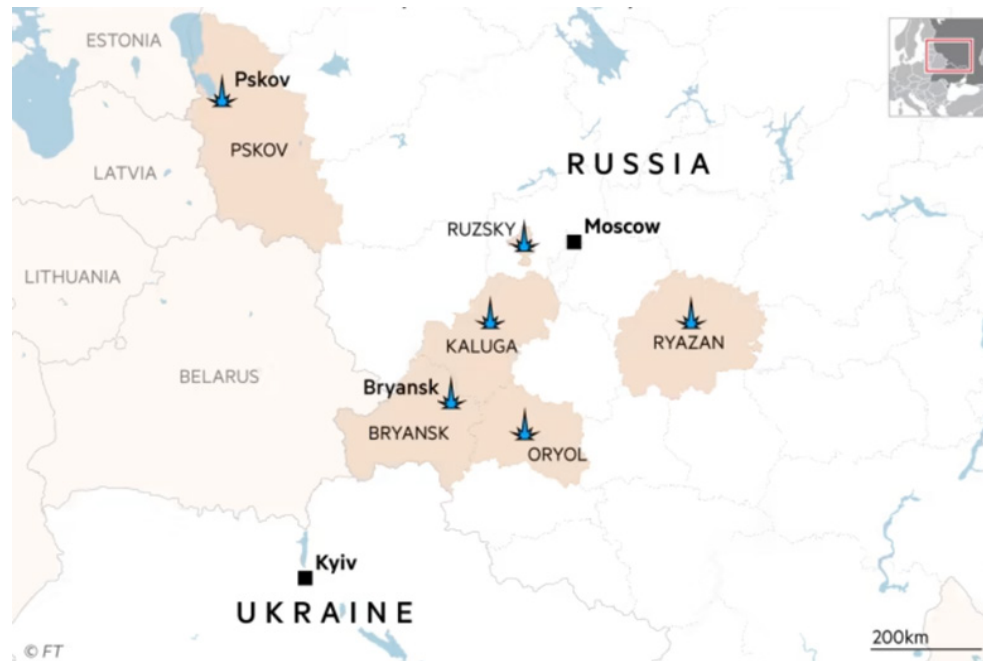 ESTONIA
Pskov
PSKOV
LATVIA
RUSSIA
RUZSKY
Moscow
LITHUANIA
KALUGA
RYAZAN
BELARUS
Bryansk
BRYANSK
ORYOL
Kyiv
UKRAINE
200km
© FT